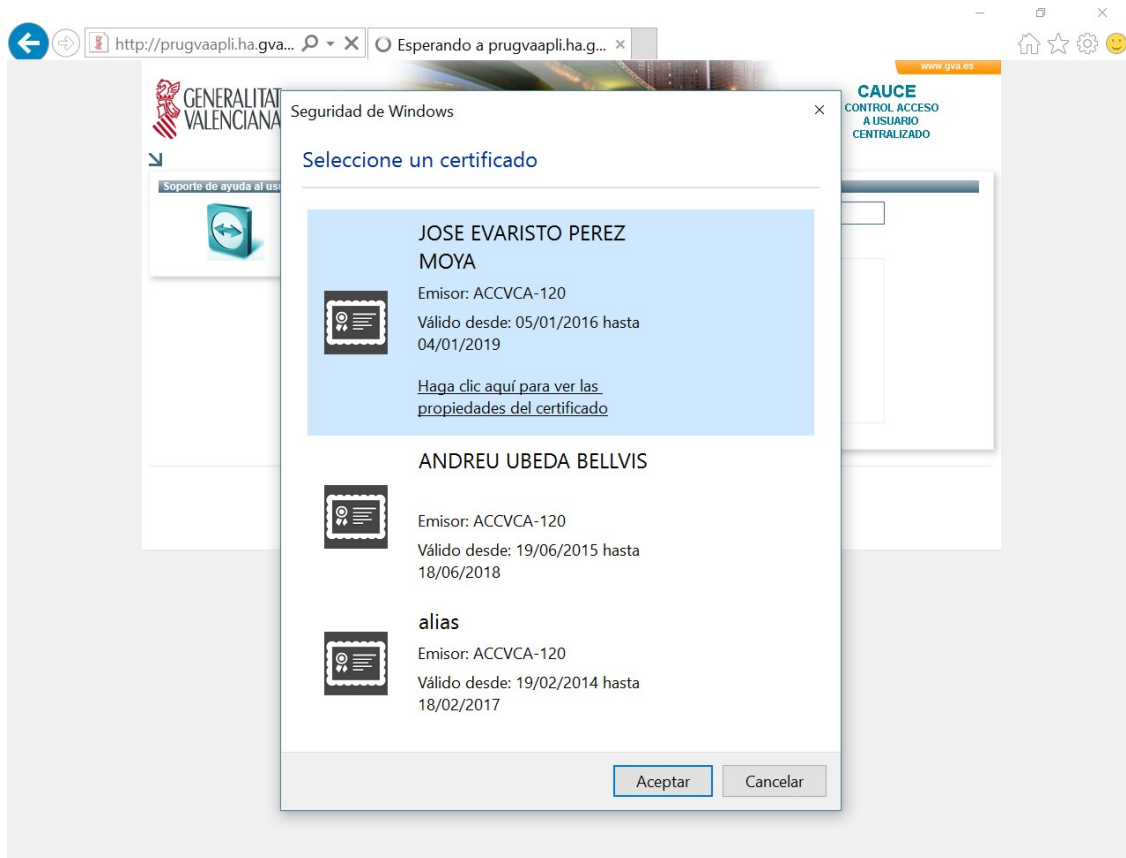 http://prugvaapli.ha.gva...
Esperando a prugvaapli.ha.g...
www.gva.es
GENERALITAT
VALENCIANA
CAUCE
CONTROL ACCESO
A USUARIO
CENTRALIZADO
Soporte de ayuda al usu
Seguridad de Windows
Seleccione un certificado
JOSE EVARISTO PEREZ
MOYA
Emisor: ACCVCA-120
Válido desde: 05/01/2016 hasta
04/01/2019
Haga clic aquí para ver las
propiedades del certificado
ANDREU UBEDA BELLVIS
Emisor: ACCVCA-120
Válido desde: 19/06/2015 hasta
18/06/2018
alias
Emisor: ACCVCA-120
Válido desde: 19/02/2014 hasta
18/02/2017
Aceptar
Cancelar